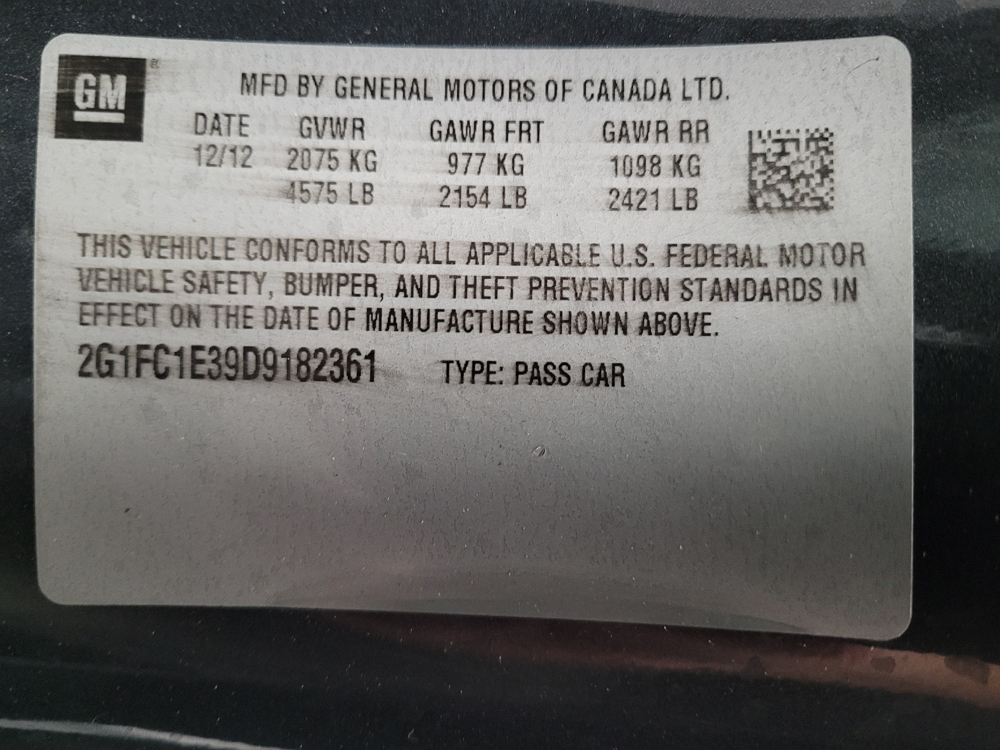 GM®
MFD BY GENERAL MOTORS OF CANADA LTD.
DATE GVWR GAWR FRT GAWR RR
12/12 2075 KG 977 KG 1098 KG
4575 LB 2154 LB 2421 LB
THIS VEHICLE CONFORMS TO ALL APPLICABLE U.S. FEDERAL MOTOR
VEHICLE SAFETY, BUMPER, AND THEFT PREVENTION STANDARDS IN
EFFECT ON THE DATE OF MANUFACTURE SHOWN ABOVE.
2G1FC1E39D9182361 TYPE: PASS CAR